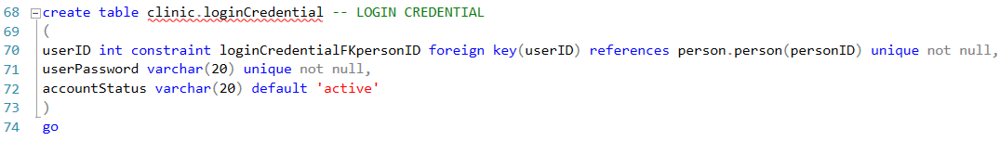 68 create table clinic.loginCredential -- LOGIN CREDENTIAL
69 (
70 userID int constraint loginCredentialFKpersonID foreign key(userID) references person.person(personID) unique not null,
71 userPassword varchar(20) unique not null,
72 accountStatus varchar(20) default 'active'
73 )
74 go